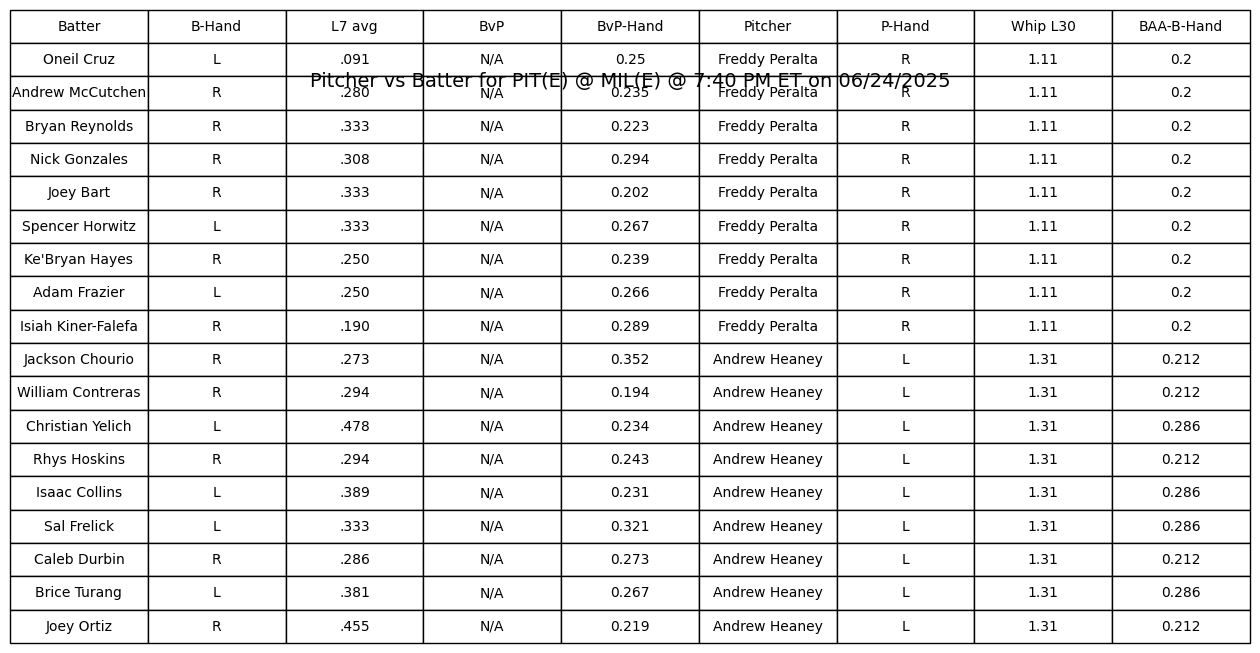 Batter B-Hand L7 avg BvP BvP-Hand Pitcher P-Hand Whip L30 BAA-B-Hand
Oneil Cruz L .091 N/A 0.25 Freddy Peralta R 1.11 0.2
Pitcher vs Batter for PIT(E) @ MIL(E) @ 7:40 PM ET on 06/24/2025
Andrew McCutchen R .280 N/A 0.235 Freddy Peralta R 1.11 0.2
Bryan Reynolds R .333 N/A 0.223 Freddy Peralta R 1.11 0.2
Nick Gonzales R .308 N/A 0.294 Freddy Peralta R 1.11 0.2
Joey Bart R .333 N/A 0.202 Freddy Peralta R 1.11 0.2
Spencer Horwitz L .333 N/A 0.267 Freddy Peralta R 1.11 0.2
Ke'Bryan Hayes R .250 N/A 0.239 Freddy Peralta R 1.11 0.2
Adam Frazier L .250 N/A 0.266 Freddy Peralta R 1.11 0.2
Isiah Kiner-Falefa R .190 N/A 0.289 Freddy Peralta R 1.11 0.2
Jackson Chourio R .273 N/A 0.352 Andrew Heaney L 1.31 0.212
William Contreras R .294 N/A 0.194 Andrew Heaney L 1.31 0.212
Christian Yelich L .478 N/A 0.234 Andrew Heaney L 1.31 0.286
Rhys Hoskins R .294 N/A 0.243 Andrew Heaney L 1.31 0.212
Isaac Collins L .389 N/A 0.231 Andrew Heaney L 1.31 0.286
Sal Frelick L .333 N/A 0.321 Andrew Heaney L 1.31 0.286
Caleb Durbin R .286 N/A 0.273 Andrew Heaney L 1.31 0.212
Brice Turang L .381 N/A 0.267 Andrew Heaney L 1.31 0.286
Joey Ortiz R .455 N/A 0.219 Andrew Heaney L 1.31 0.212